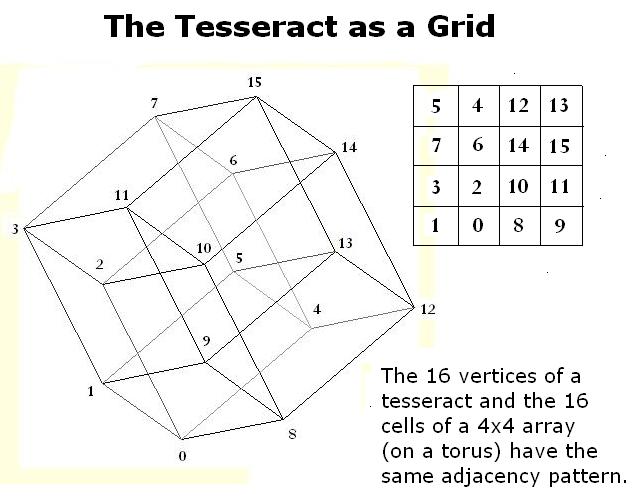 The Tesseract as a Grid
15
7
14
6
11
3
10
13
2
5
4
12
9
1
8
0
5 4 12 13
7 6 14 15
3 2 10 11
1 0 8 9
The 16 vertices of a
tesseract and the 16
cells of a 4x4 array
(on a torus) have the
same adjacency pattern.